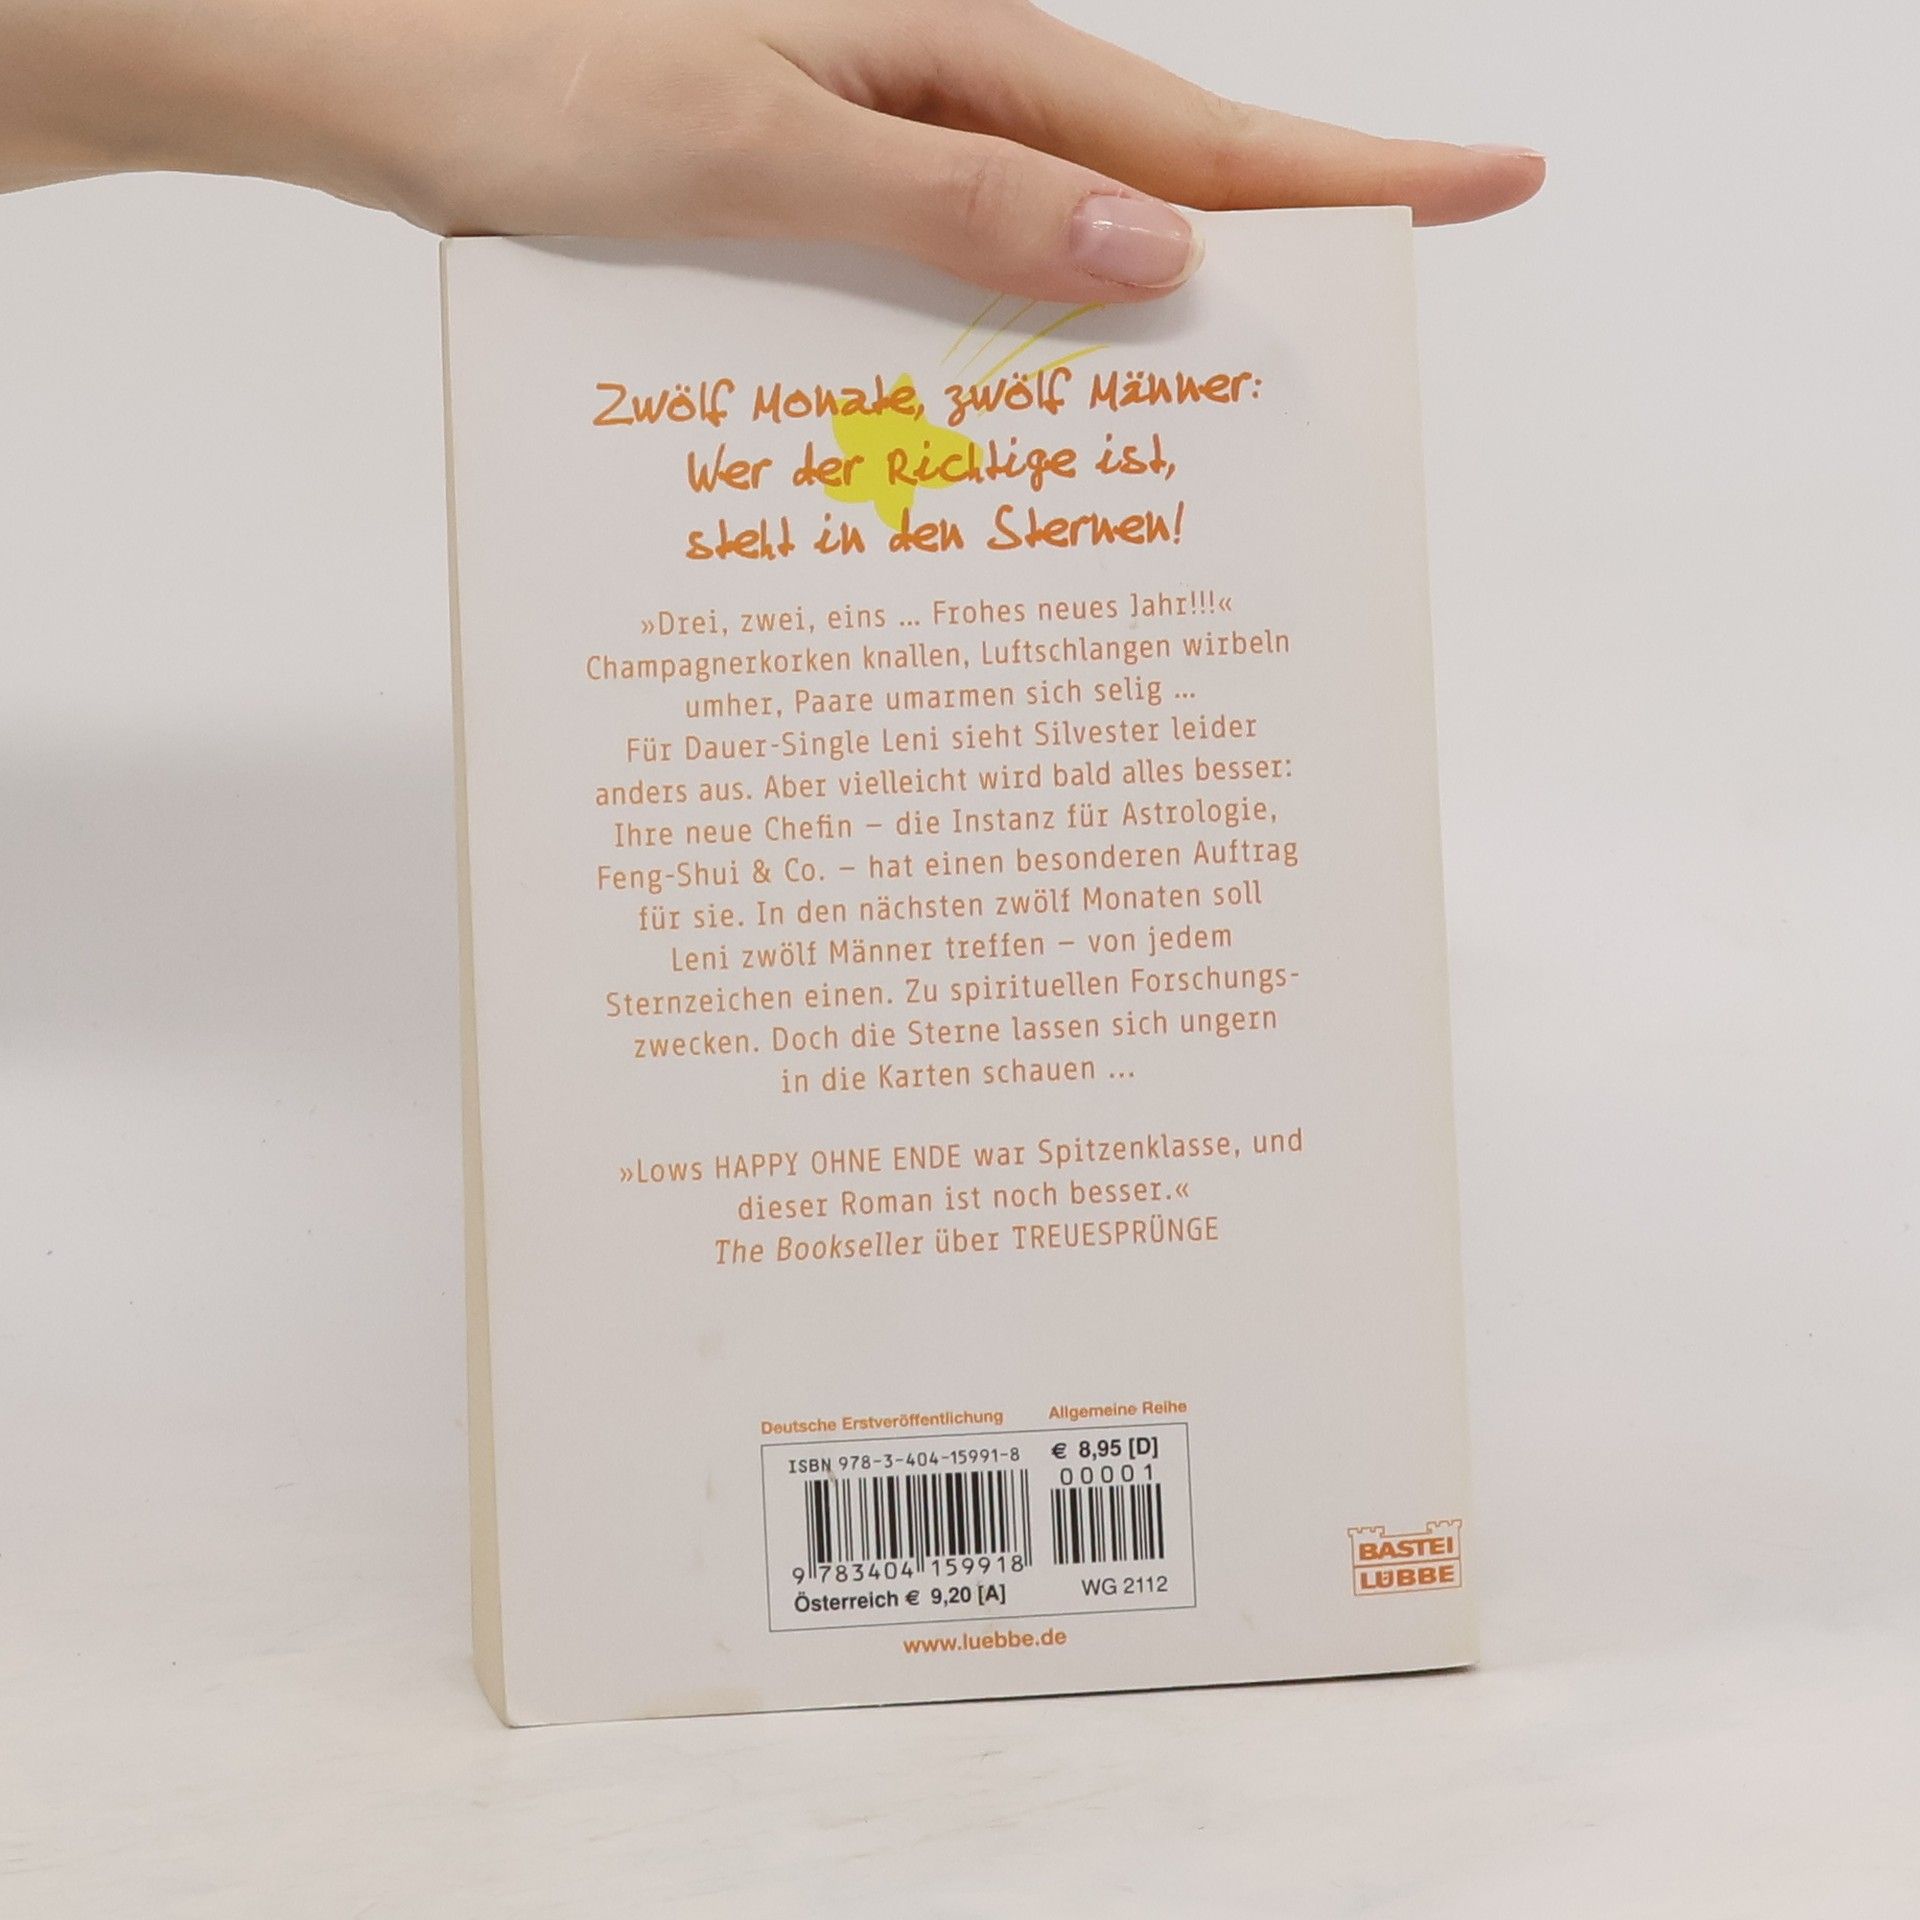 Zwölf Monate, zwölf Männer:
Wer der Richtige ist,
steht in den Sternen!
»Drei, zwei, eins ... Frohes neues Jahr!!!«
Champagnerkorken knallen, Luftschlangen wirbeln
umher, Paare umarmen sich selig ...
Für Dauer-Single Leni sieht Silvester leider
anders aus. Aber vielleicht wird bald alles besser:
Ihre neue Chefin – die Instanz für Astrologie,
Feng-Shui & Co. – hat einen besonderen Auftrag
für sie. In den nächsten zwölf Monaten soll
Leni zwölf Männer treffen – von jedem
Sternzeichen einen. Zu spirituellen Forschungs-
zwecken. Doch die Sterne lassen sich ungern
in die Karten schauen ...
»Lows HAPPY OHNE ENDE war Spitzenklasse, und
dieser Roman ist noch besser.«
The Bookseller über TREUESPRÜNGE
Deutsche Erstveröffentlichung Allgemeine Reihe
ISBN 978-3-404-15991-8 € 8,95 [D]
00001
9 783404 159918
Österreich € 9,20 [A] WG 2112
www.luebbe.de
BASTEI
LÜBBE